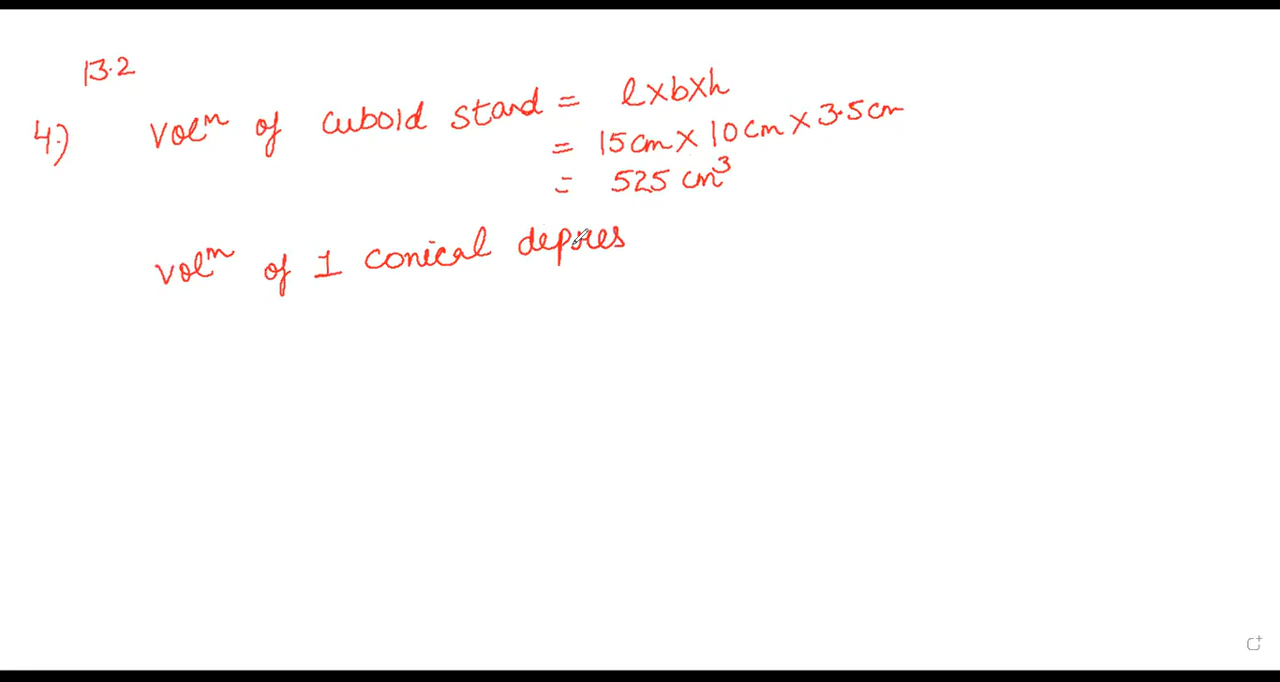 13.2
4.) Volᵐ of cuboid stand = l×b×h
= 15cm × 10cm × 3.5cm
= 525 cm³
Volᵐ of 1 conical depres